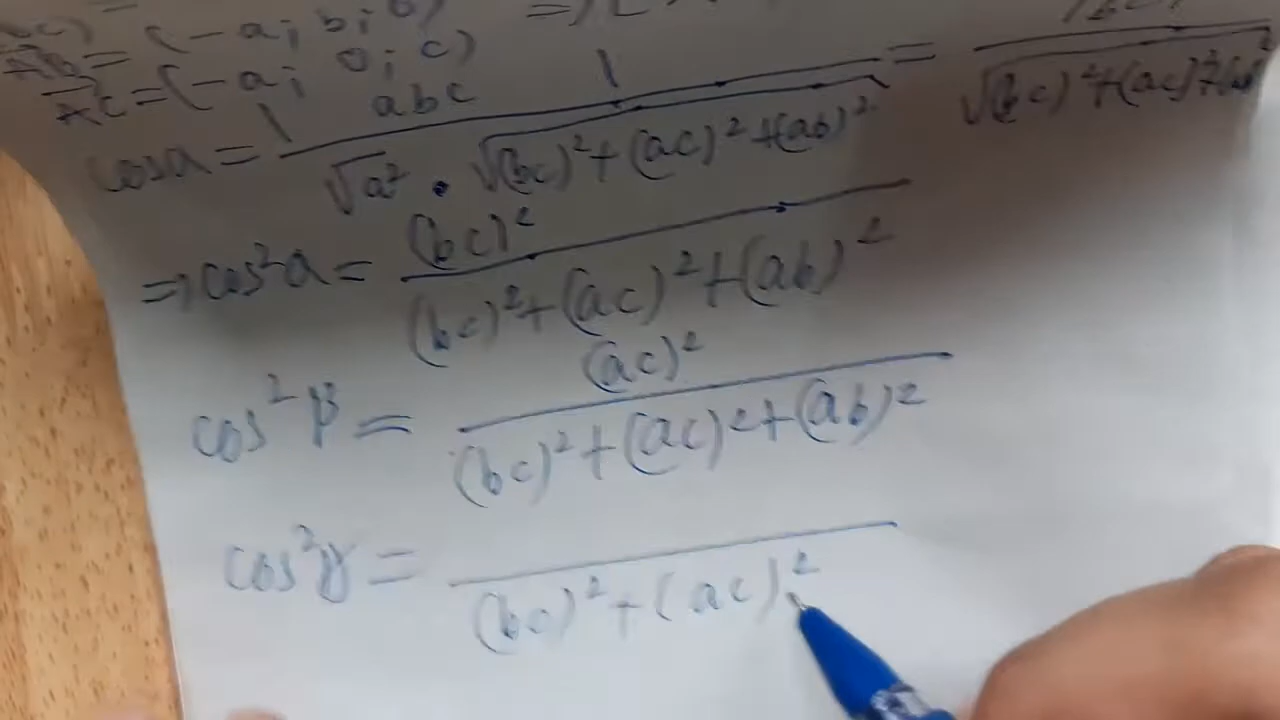 AB = (-a; b; 0) =>
AC = (-a; 0; c)
cosα = |abc| / √a² · √(bc)²+(ac)²+(ab)² = |bc| / √(bc)²+(ac)²+(ab)²
=> cos²α = (bc)² / (bc)²+(ac)²+(ab)²
cos²β = (ac)² / (bc)²+(ac)²+(ab)²
cos²γ = / (bc)²+(ac)²